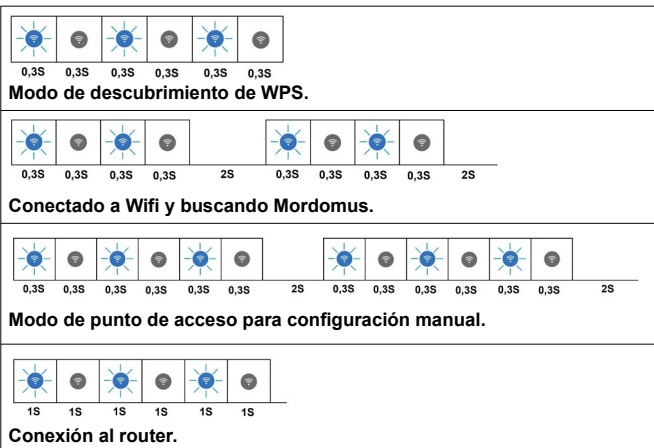 0,3S 0,3S 0,3S 0,3S 0,3S 0,3S
Modo de descubrimiento de WPS.
0,3S 0,3S 0,3S 0,3S 2S 0,3S 0,3S 0,3S 0,3S 2S
Conectado a Wifi y buscando Mordomus.
0,3S 0,3S 0,3S 0,3S 0,3S 0,3S 2S 0,3S 0,3S 0,3S 0,3S 0,3S 0,3S 2S
Modo de punto de acceso para configuración manual.
1S 1S 1S 1S 1S 1S
Conexión al router.